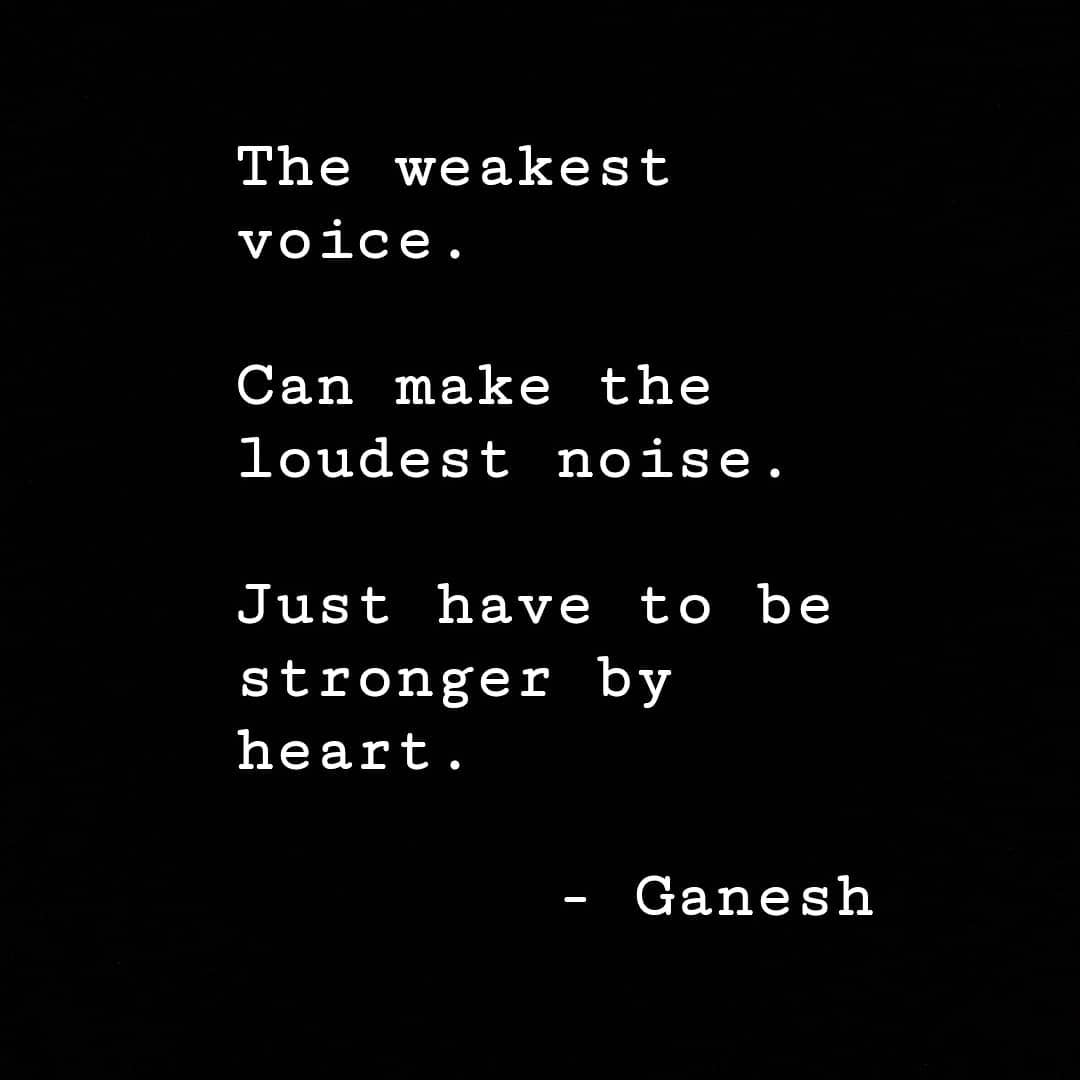 The weakest
voice.
Can make the
loudest noise.
Just have to be
stronger by
heart.
- Ganesh